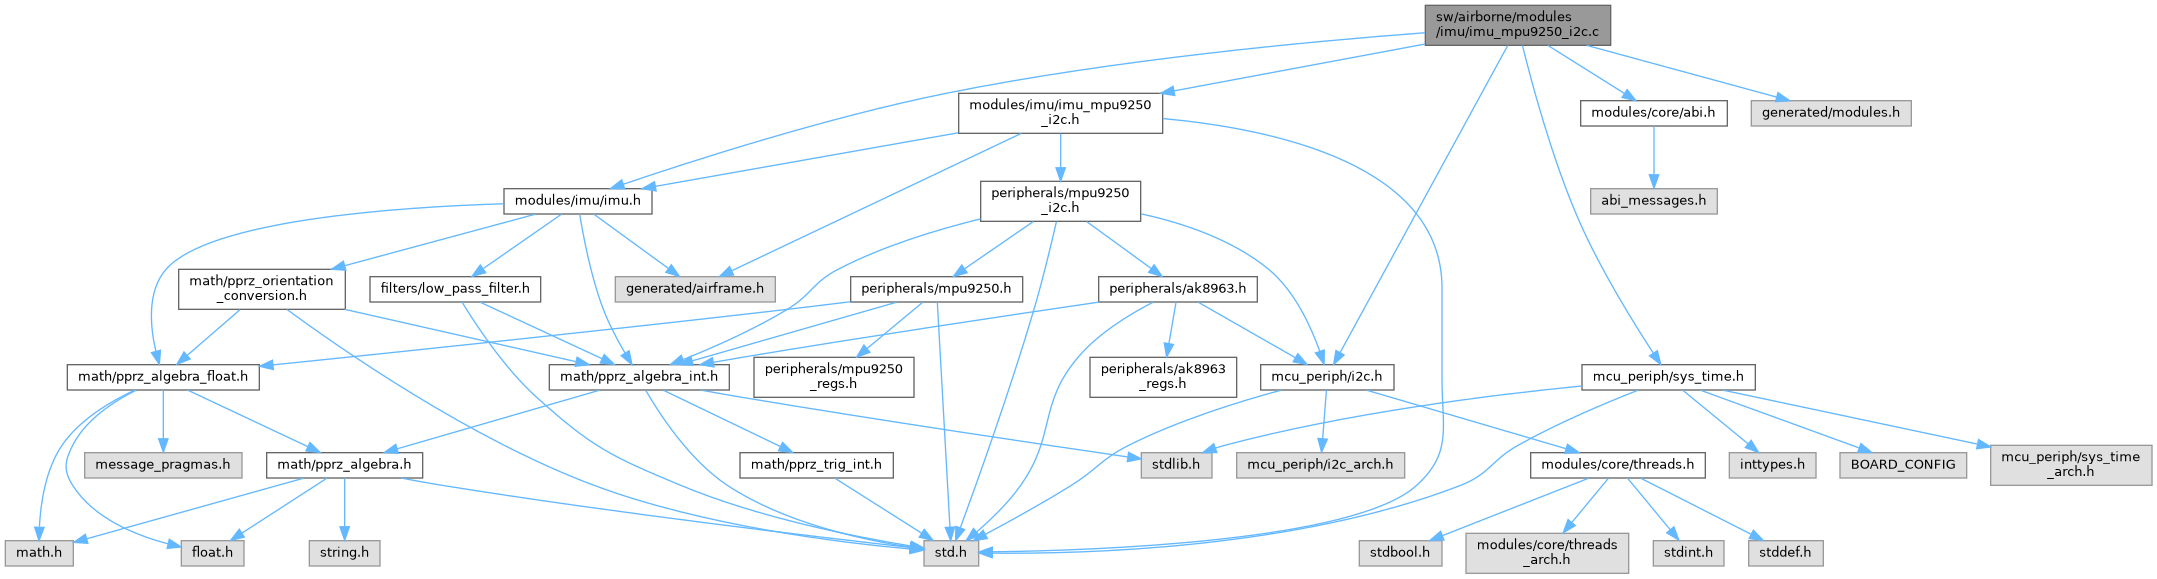 sw/airborne/modules
/imu/imu_mpu9250_i2c.c
modules/imu/imu_mpu9250
_i2c.h
modules/core/abi.h
generated/modules.h
peripherals/mpu9250
_i2c.h
modules/imu/imu.h
abi_messages.h
math/pprz_orientation
_conversion.h
filters/low_pass_filter.h
generated/airframe.h
peripherals/mpu9250.h
peripherals/ak8963.h
math/pprz_algebra_float.h
math/pprz_algebra_int.h
peripherals/mpu9250
_regs.h
peripherals/ak8963
_regs.h
mcu_periph/i2c.h
mcu_periph/sys_time.h
message_pragmas.h
math/pprz_algebra.h
math/pprz_trig_int.h
stdlib.h
mcu_periph/i2c_arch.h
modules/core/threads.h
inttypes.h
BOARD_CONFIG
mcu_periph/sys_time
_arch.h
math.h
float.h
string.h
std.h
stdbool.h
modules/core/threads
_arch.h
stdint.h
stddef.h